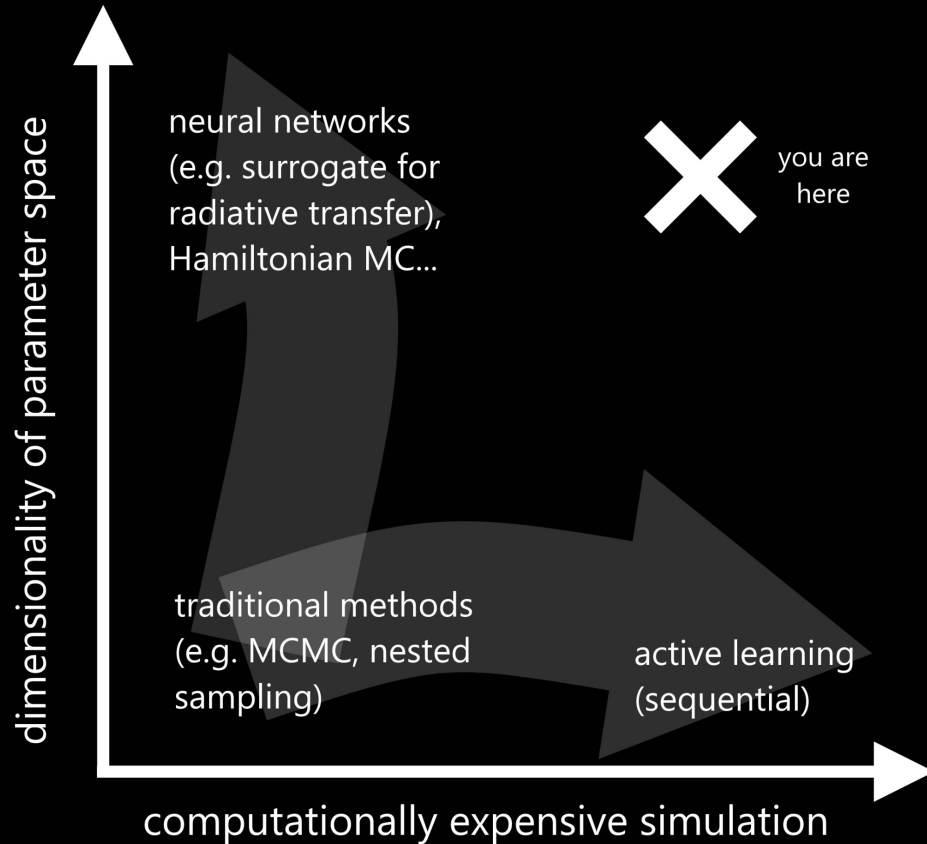 dimensionality of parameter space
neural networks
(e.g. surrogate for
radiative transfer),
Hamiltonian MC...
you are
here
traditional methods
(e.g. MCMC, nested
sampling)
active learning
(sequential)
computationally expensive simulation